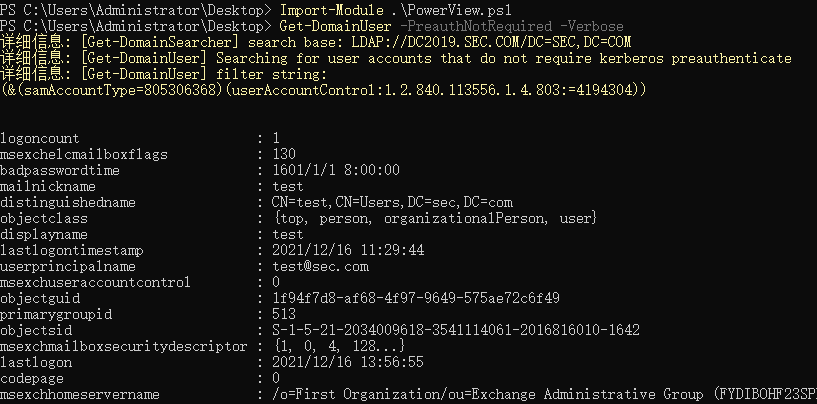 PS C:\Users\Administrator\Desktop> Import-Module .\PowerView.ps1
PS C:\Users\Administrator\Desktop> Get-DomainUser -PreauthNotRequired -Verbose
详细信息: [Get-DomainSearcher] search base: LDAP://DC2019.SEC.COM/DC=SEC,DC=COM
详细信息: [Get-DomainUser] Searching for user accounts that do not require kerberos preauthenticate
详细信息: [Get-DomainUser] filter string:
(&(samAccountType=805306368)(userAccountControl:1.2.840.113556.1.4.803:=4194304))
logoncount : 1
msexchelcmailboxflags : 130
badpasswordtime : 1601/1/1 8:00:00
mailnickname : test
distinguishedname : CN=test,CN=Users,DC=sec,DC=com
objectclass : {top, person, organizationalPerson, user}
displayname : test
lastlogontimestamp : 2021/12/16 11:29:44
userprincipalname : test@sec.com
msexchuseraccountcontrol : 0
objectguid : 1f94f7d8-af68-4f97-9649-575ae72c6f49
primarygroupid : 513
objectsid : S-1-5-21-2034009618-3541114061-2016816010-1642
msexchmailboxsecuritydescriptor : {1, 0, 4, 128...}
lastlogon : 2021/12/16 13:56:55
codepage : 0
msexchhomeservername : /o=First Organization/ou=Exchange Administrative Group (FYDIBOHF23SP